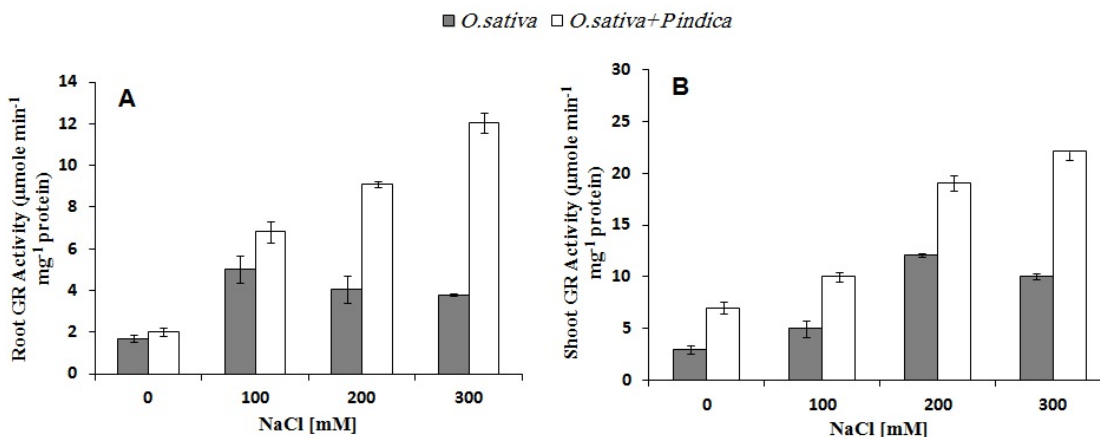 O.sativa O.sativa+Pindica
A
Root GR Activity (µmole min-1
mg-1 protein)
14
12
10
8
6
4
2
0
0 100 200 300
NaCl [mM]
B
Shoot GR Activity (µmole min-1
mg-1 protein)
30
25
20
15
10
5
0
0 100 200 300
NaCl [mM]